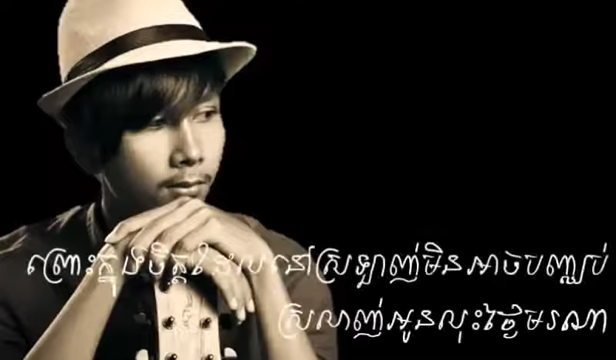 ព្រោះក្នុងចិត្តនៃបេនៅស្រឡាញ់មិនអាចបញ្ឈប់
ស្រលាញ់អូនលុះថ្ងៃមរណា